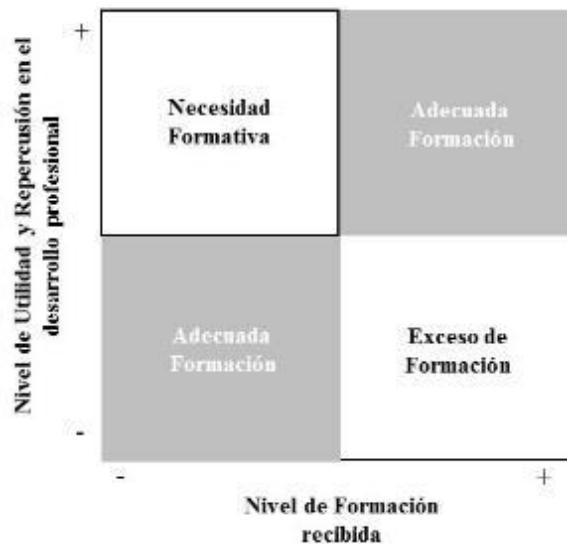 +
Necesidad
Formativa
Adecuada
Formación
Nivel de Utilidad y Repercusión en el
desarrollo profesional
Adecuada
Formación
Exceso de
Formación
-
- +
Nivel de Formación
recibida